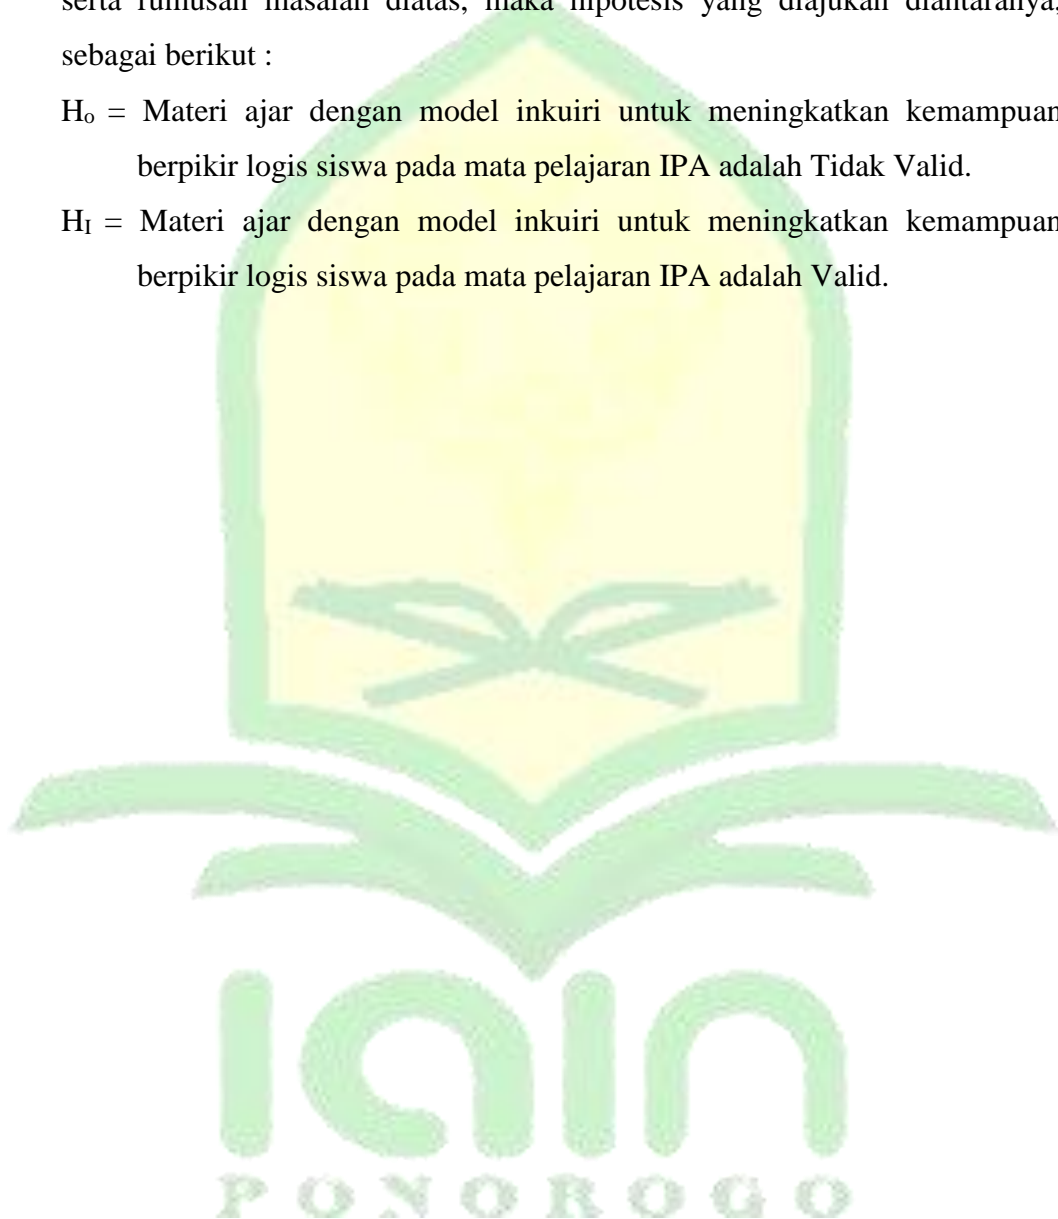 serta rumusan masalah diatas, maka hipotesis yang diajukan diantaranya,
sebagai berikut :
Ho = Materi ajar dengan model inkuiri untuk meningkatkan kemampuan
berpikir logis siswa pada mata pelajaran IPA adalah Tidak Valid.
HI = Materi ajar dengan model inkuiri untuk meningkatkan kemampuan
berpikir logis siswa pada mata pelajaran IPA adalah Valid.
IAIN
PONOROGO